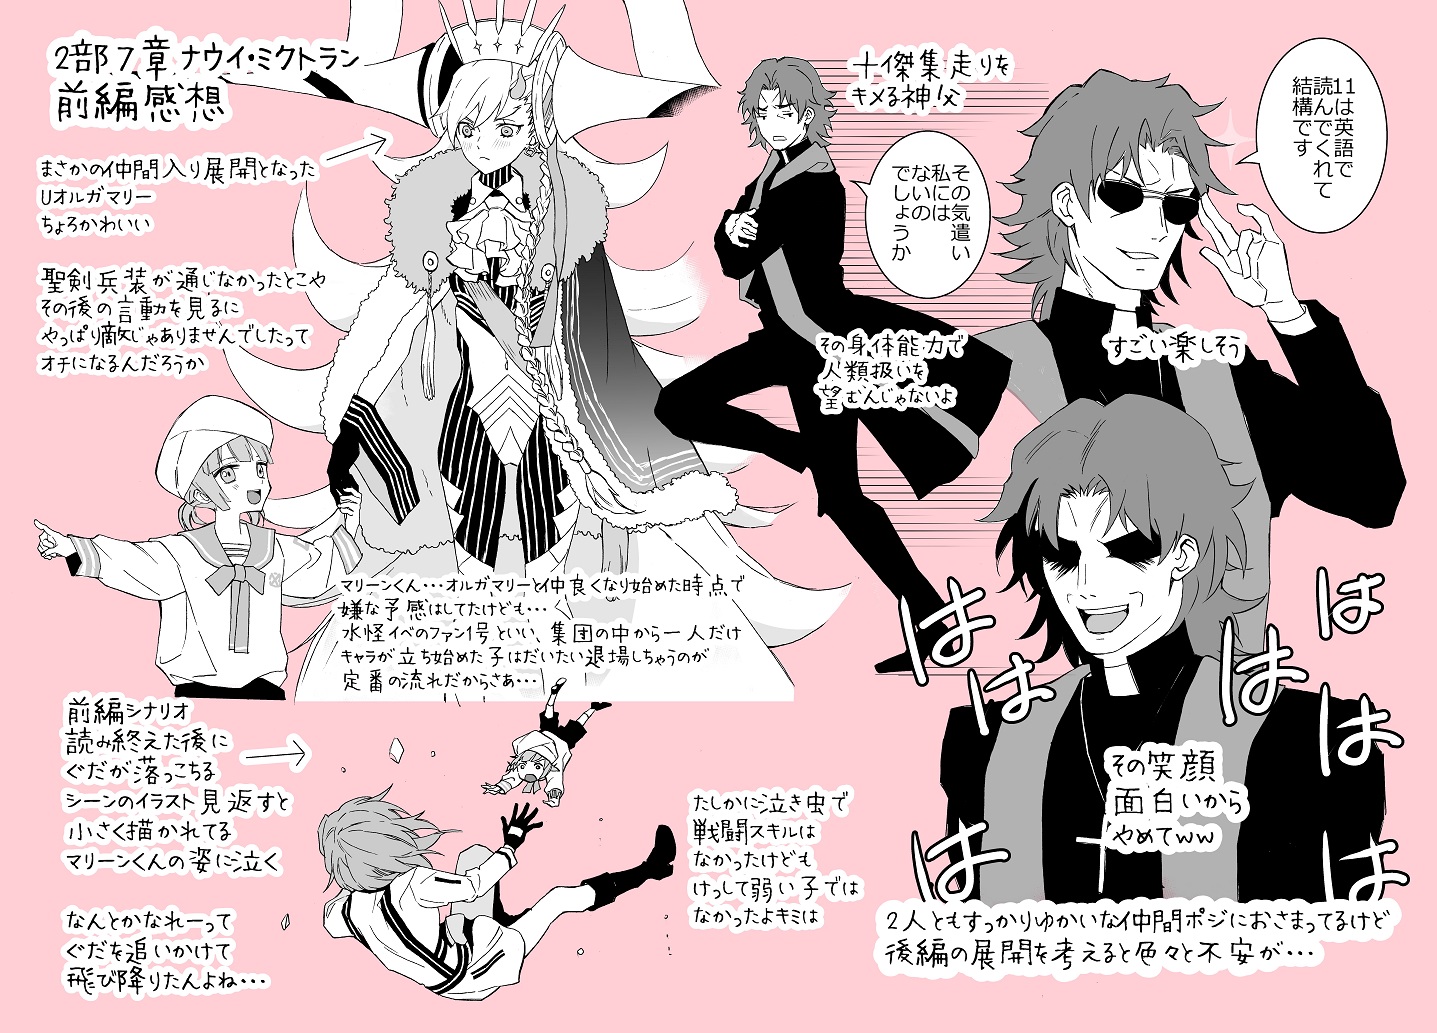 2部7章ナウイ・ミクトラン
前編感想
まさかの仲間入り展開となった
Uオルガマリー
ちょろかわいい
聖剣兵装が通じなかったとこや
その後の言動を見るに
やっぱり敵じゃありませんでしたって
オチになるんだろうか
マリーンくん・・・オルガマリーと仲良くなり始めた時点で
嫌な予感はしてたけども・・・
水怪イベのファン1号といい、集団の中から一人だけ
キャラが立ち始めた子はだいたい退場しちゃうのが
定番の流れだからさあ・・・
前編シナリオ
読み終えた後に
ぐだが落っこちる
シーンのイラスト見返すと
小さく描かれてる
マリーンくんの姿に泣く
なんとかなれーって
ぐだを追いかけて
飛び降りたんよね・・・
たしかに泣き虫で
戦闘スキルは
なかったけども
けっして弱い子では
なかったよキミは
十傑集走りを
キメる神父
その気遣い
私には
ないの
でしょうか
その身体能力で
人類扱いを
望むんじゃないよ
11は英語で
読んでくれて
結構です
すごい楽しそう
は
は
は
は
は
は
は
その笑顔
面白いから
やめてww
2人ともすっかりゆかいな仲間ポジにおさまってるけど
後編の展開を考えると色々と不安が・・・